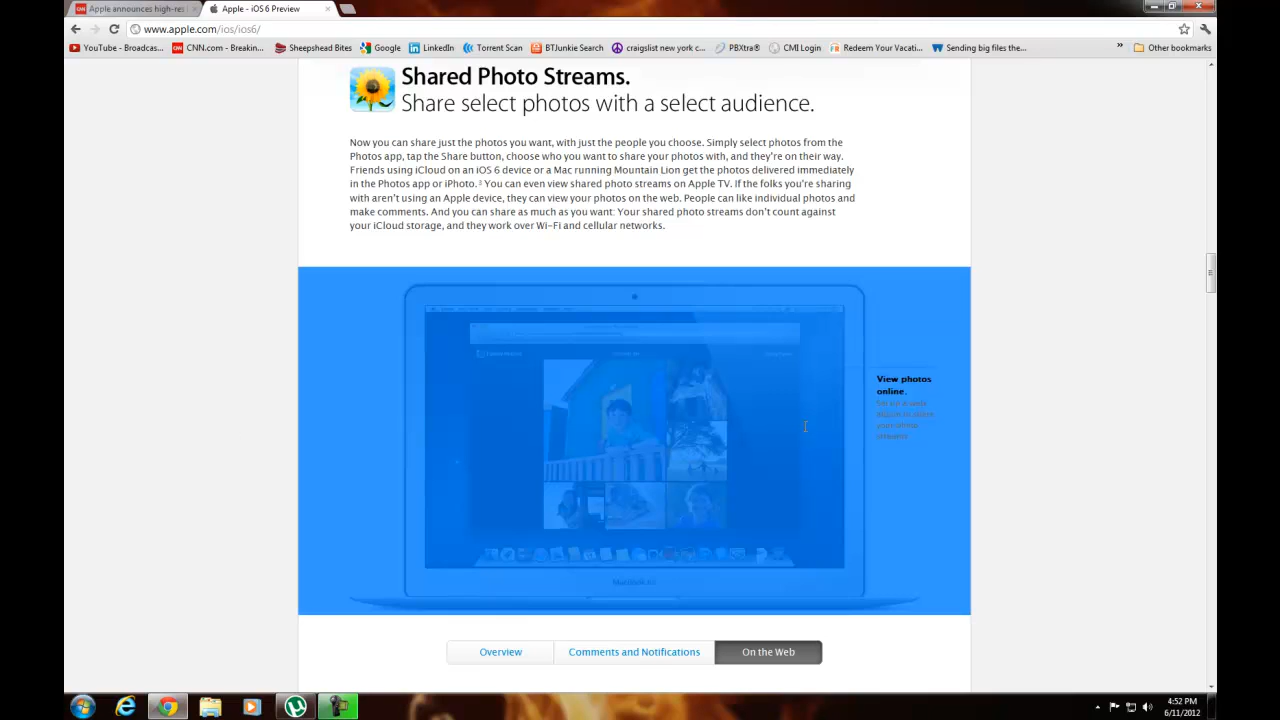 Apple announces high-res
Apple - iOS 6 Preview
www.apple.com/ios/ios6/
YouTube - Broadcas...
CNN.com - Breakin...
Sheepshead Bites
Google
LinkedIn
Torrent Scan
BTJunkie Search
craigslist new york c...
PBXtra®
CMI Login
Redeem Your Vacati...
Sending big files the...
»
Other bookmarks
Shared Photo Streams.
Share select photos with a select audience.
Now you can share just the photos you want, with just the people you choose. Simply select photos from the
Photos app, tap the Share button, choose who you want to share your photos with, and they're on their way.
Friends using iCloud on an iOS 6 device or a Mac running Mountain Lion get the photos delivered immediately
in the Photos app or iPhoto.³ You can even view shared photo streams on Apple TV. If the folks you're sharing
with aren't using an Apple device, they can view your photos on the web. People can like individual photos and
make comments. And you can share as much as you want: Your shared photo streams don't count against
your iCloud storage, and they work over Wi-Fi and cellular networks.
View photos
online.
MacBook Air
Overview
Comments and Notifications
On the Web
4:52 PM
6/11/2012